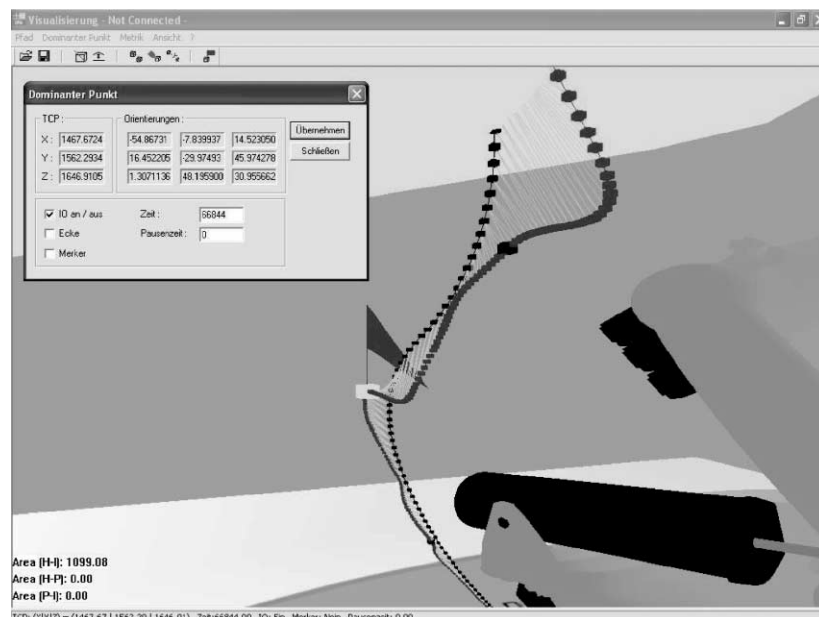 Visualisierung - Not Connected -
Pfad Dominanter Punkt Metrik Ansicht ?
Dominanter Punkt
TCP : Orientierungen :
X : 1467.6724 -54.86731 -7.839937 14.523050 Übernehmen
Y : 1562.2934 16.452205 -29.97493 45.974278 Schließen
Z : 1646.9105 1.3071136 48.195900 30.955662
IO an / aus Zeit : 66844
Ecke Pausenzeit : 0
Merker
Area (H-I): 1099.08
Area (H-P): 0.00
Area (P-I): 0.00